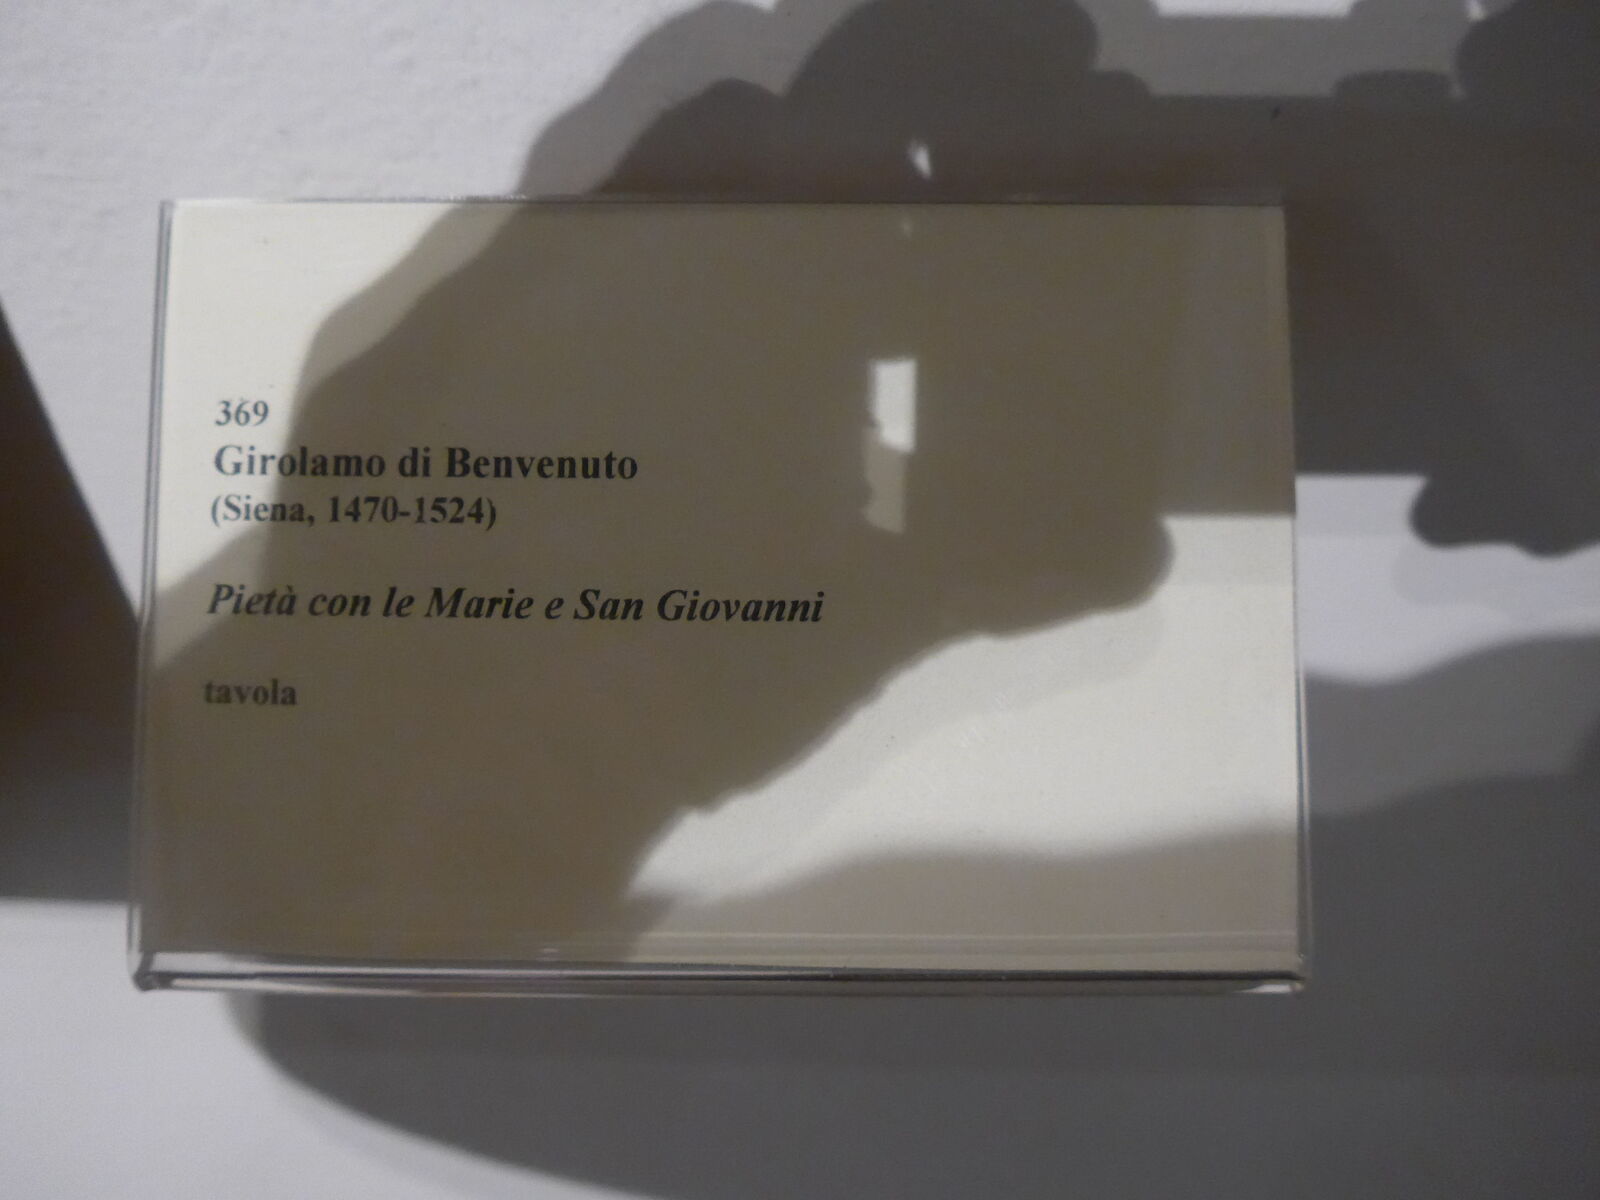 369
Girolamo di Benvenuto
(Siena, 1470-1524)
Pietà con le Marie e San Giovanni
tavola